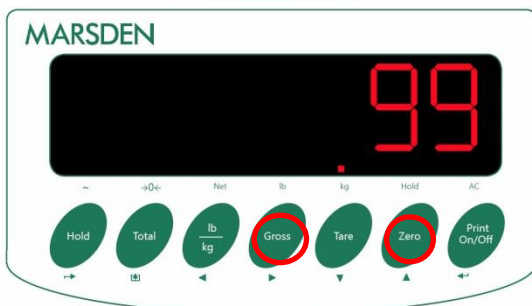 MARSDEN
99
~ →0← Net lb kg Hold AC
Hold Total lb/kg Gross Tare Zero Print On/Off